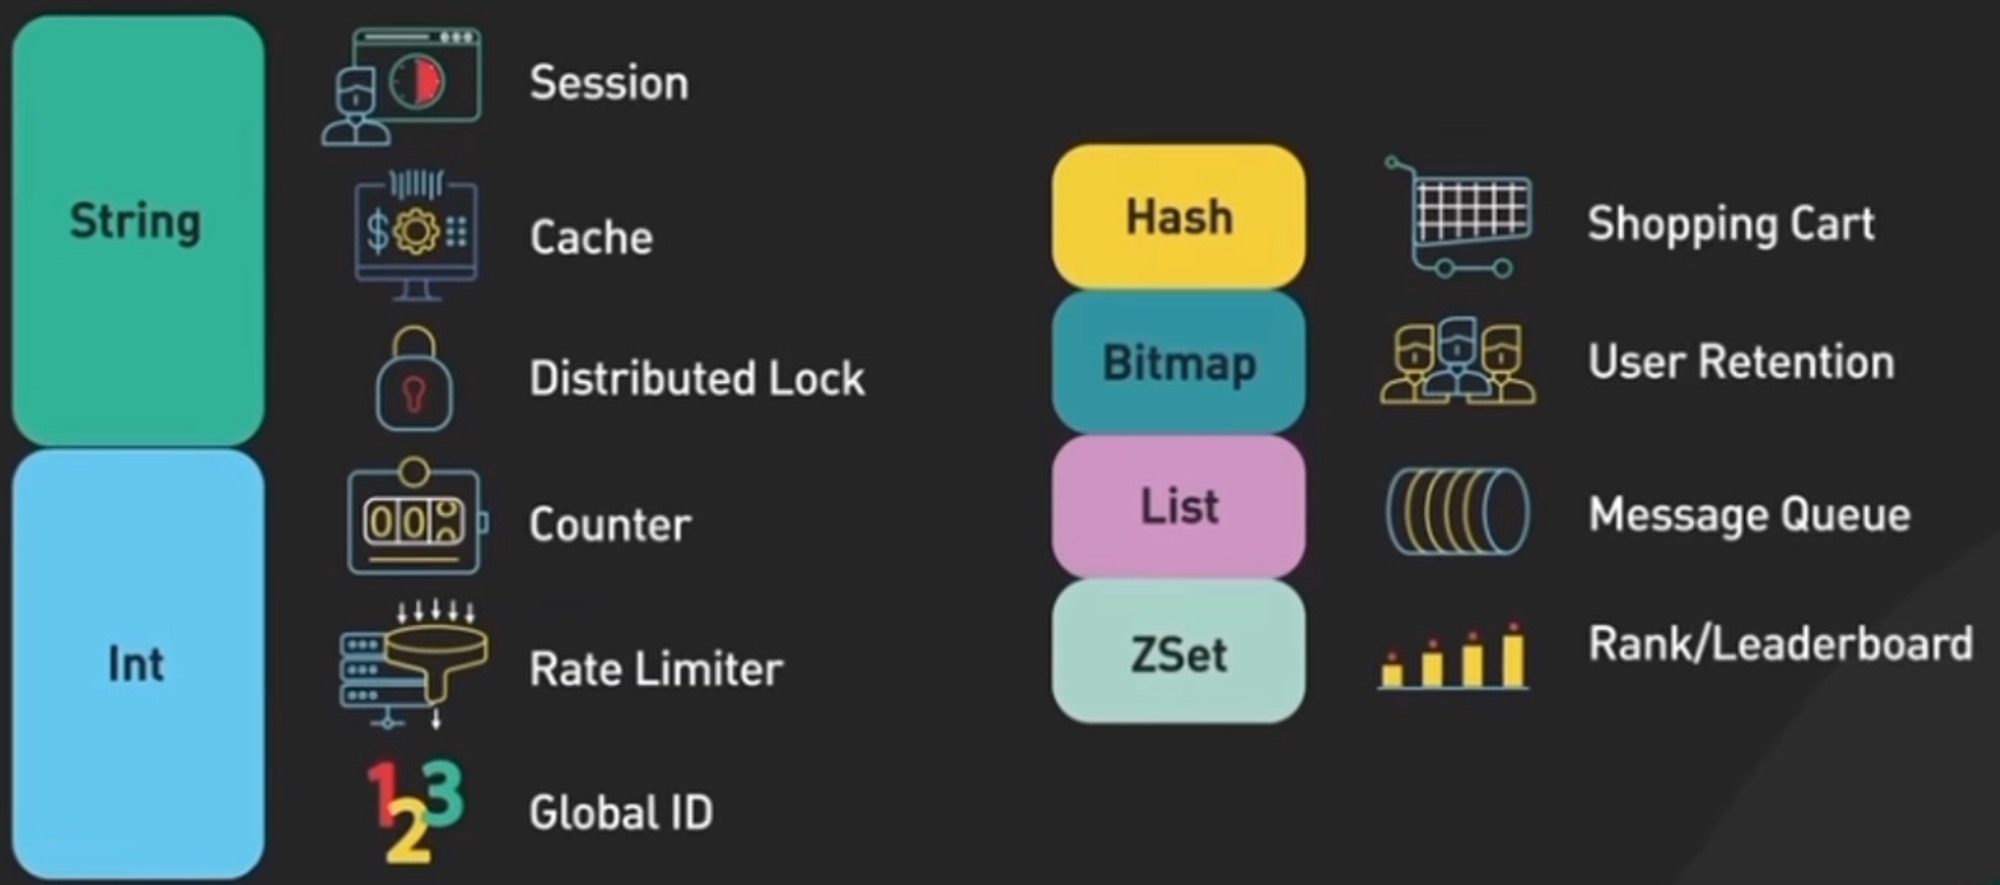 String
Session
Cache
Distributed Lock
Int
Counter
Rate Limiter
123
Global ID
Hash
Shopping Cart
Bitmap
User Retention
List
Message Queue
ZSet
Rank/Leaderboard